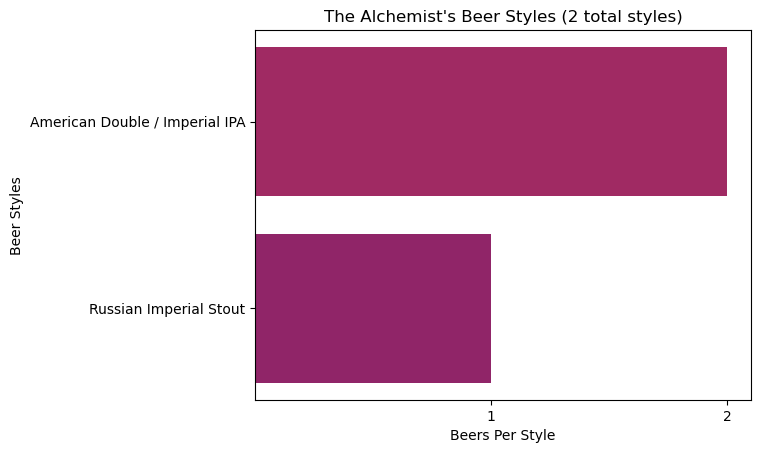 The Alchemist's Beer Styles (2 total styles)
American Double / Imperial IPA
Russian Imperial Stout
Beer Styles
1
2
Beers Per Style